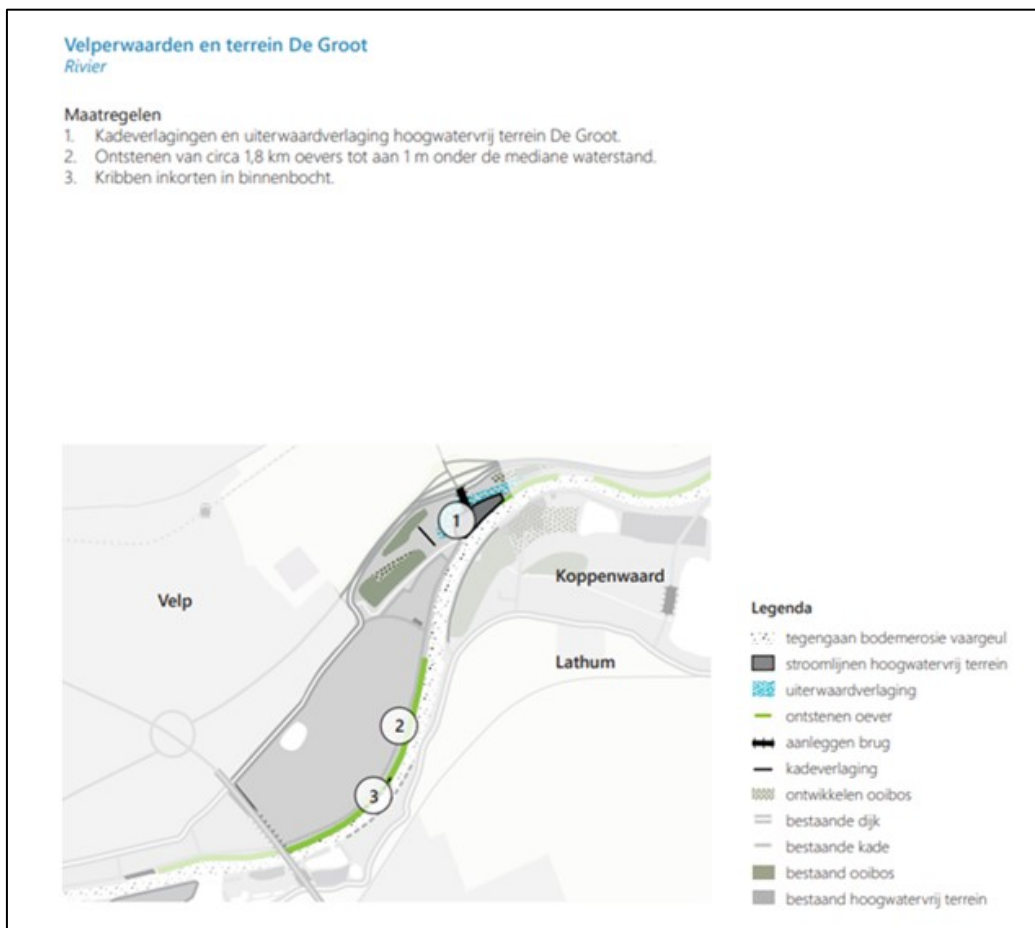 Velperwaarden en terrein De Groot
Rivier
Maatregelen
1. Kadeverlagingen en uiterwaardverlaging hoogwatervrij terrein De Groot.
2. Ontstenen van circa 1,8 km oevers tot aan 1 m onder de mediane waterstand.
3. Kribben inkorten in binnenbocht.
1
Koppenwaard
Velp
Lathum
2
3
Legenda
tegengaan bodemerosie vaargeul
stroomlijnen hoogwatervrij terrein
uiterwaardverlaging
ontstenen oever
aanleggen brug
kadeverlaging
ontwikkelen ooibos
bestaande dijk
bestaande kade
bestaand ooibos
bestaand hoogwatervrij terrein